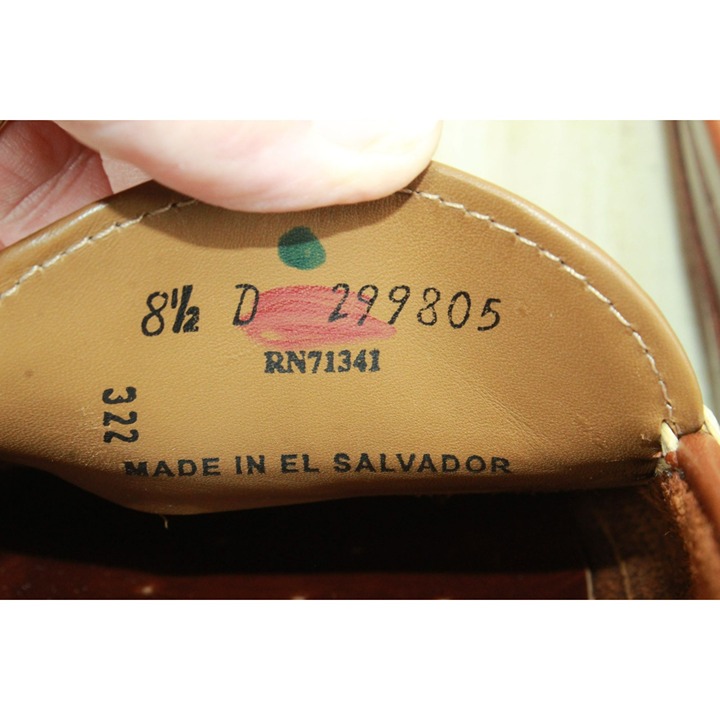 8½ D 299805
RN71341
322
MADE IN EL SALVADOR